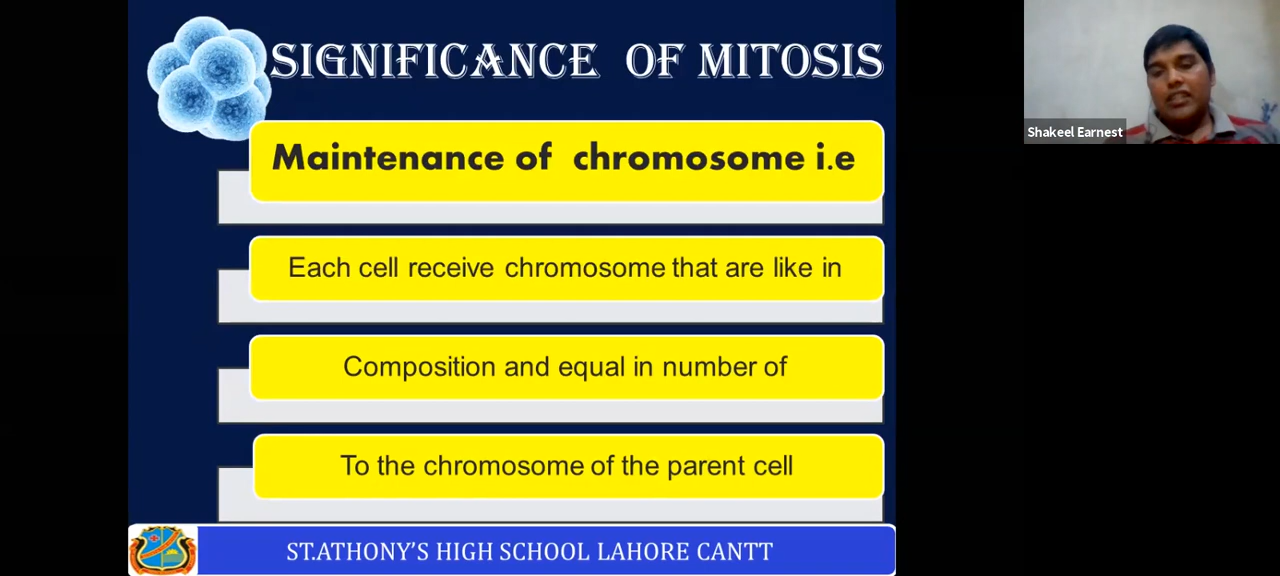 SIGNIFICANCE OF MITOSIS
Maintenance of chromosome i.e
Each cell receive chromosome that are like in
Composition and equal in number of
To the chromosome of the parent cell
ST.ATHONY'S HIGH SCHOOL LAHORE CANTT
Shakeel Earnest